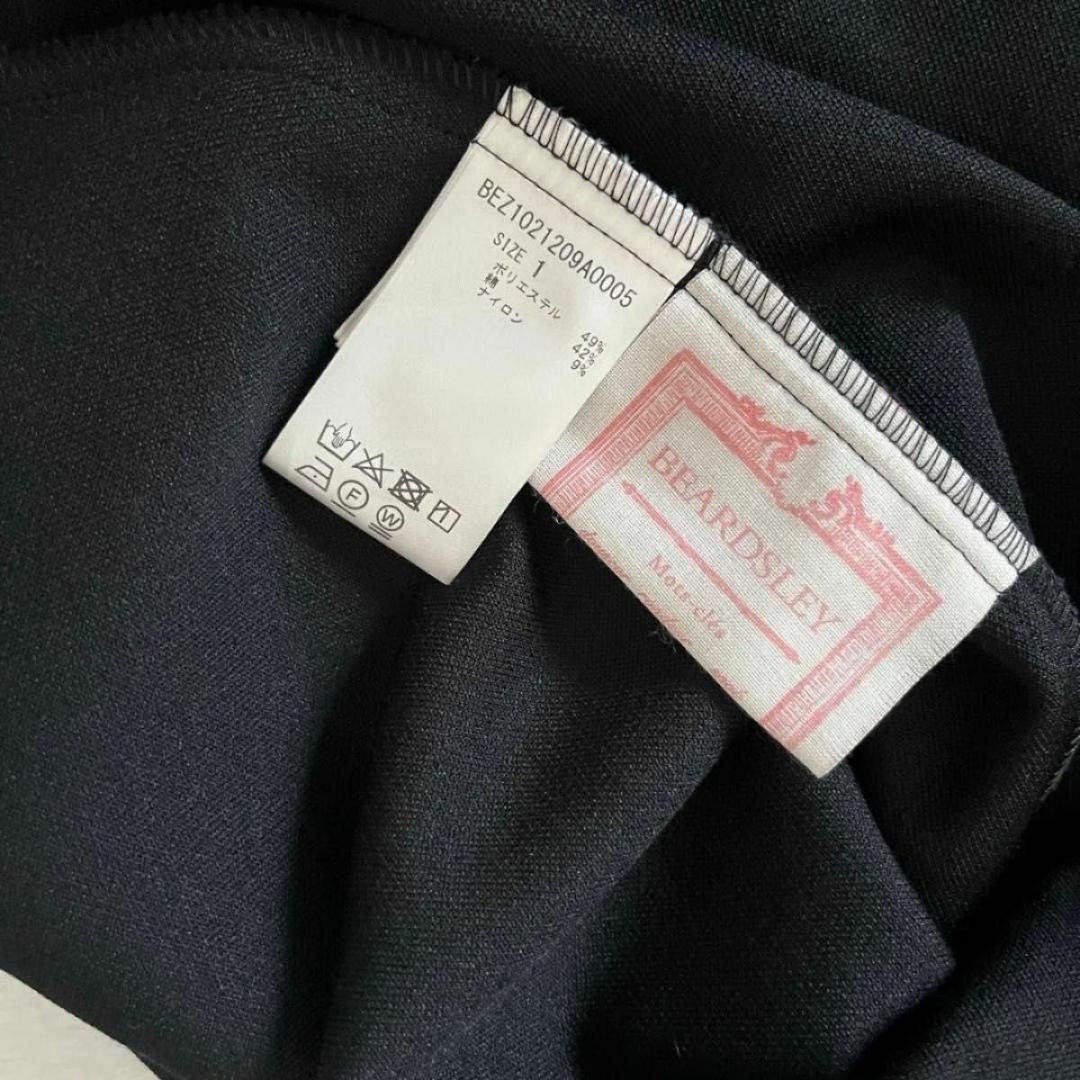 BEZ1021209A0005
SIZE 1
ポリエステル 49%
綿 42%
ナイロン 9%
F
W
BEARDSLEY